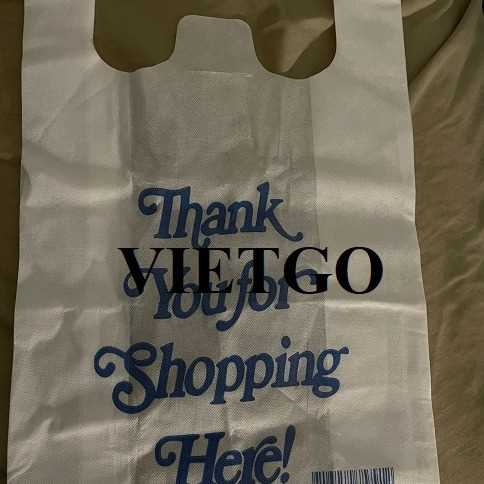 Thank
VIETGO
You for
Shopping
Here!